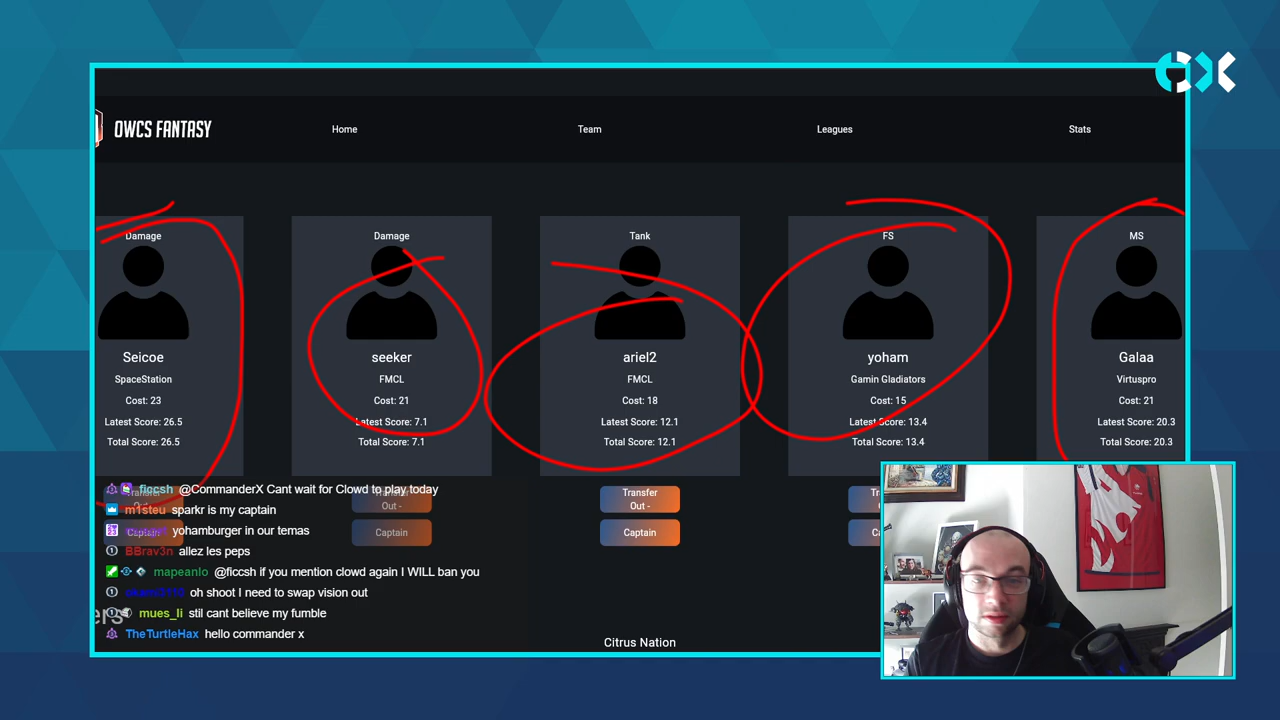 OWCS FANTASY
Home
Team
Leagues
Stats
Damage
Seicoe
SpaceStation
Cost: 23
Latest Score: 26.5
Total Score: 26.5
Damage
seeker
FMCL
Cost: 21
Latest Score: 7.1
Total Score: 7.1
Tank
ariel2
FMCL
Cost: 18
Latest Score: 12.1
Total Score: 12.1
FS
yoham
Gamin Gladiators
Cost: 15
Latest Score: 13.4
Total Score: 13.4
MS
Galaa
Virtuspro
Cost: 21
Latest Score: 20.3
Total Score: 20.3
Out -
Captain
Transfer
Out -
Captain
ficcsh @CommanderX Cant wait for Clowd to play today
m1steu sparkr is my captain
yohamburger in our temas
BBrav3n allez les peps
mapeanlo @ficcsh if you mention clowd again I WILL ban you
oh shoot I need to swap vision out
mues_li stil cant believe my fumble
TheTurtleHax hello commander x
ers
Citrus Nation